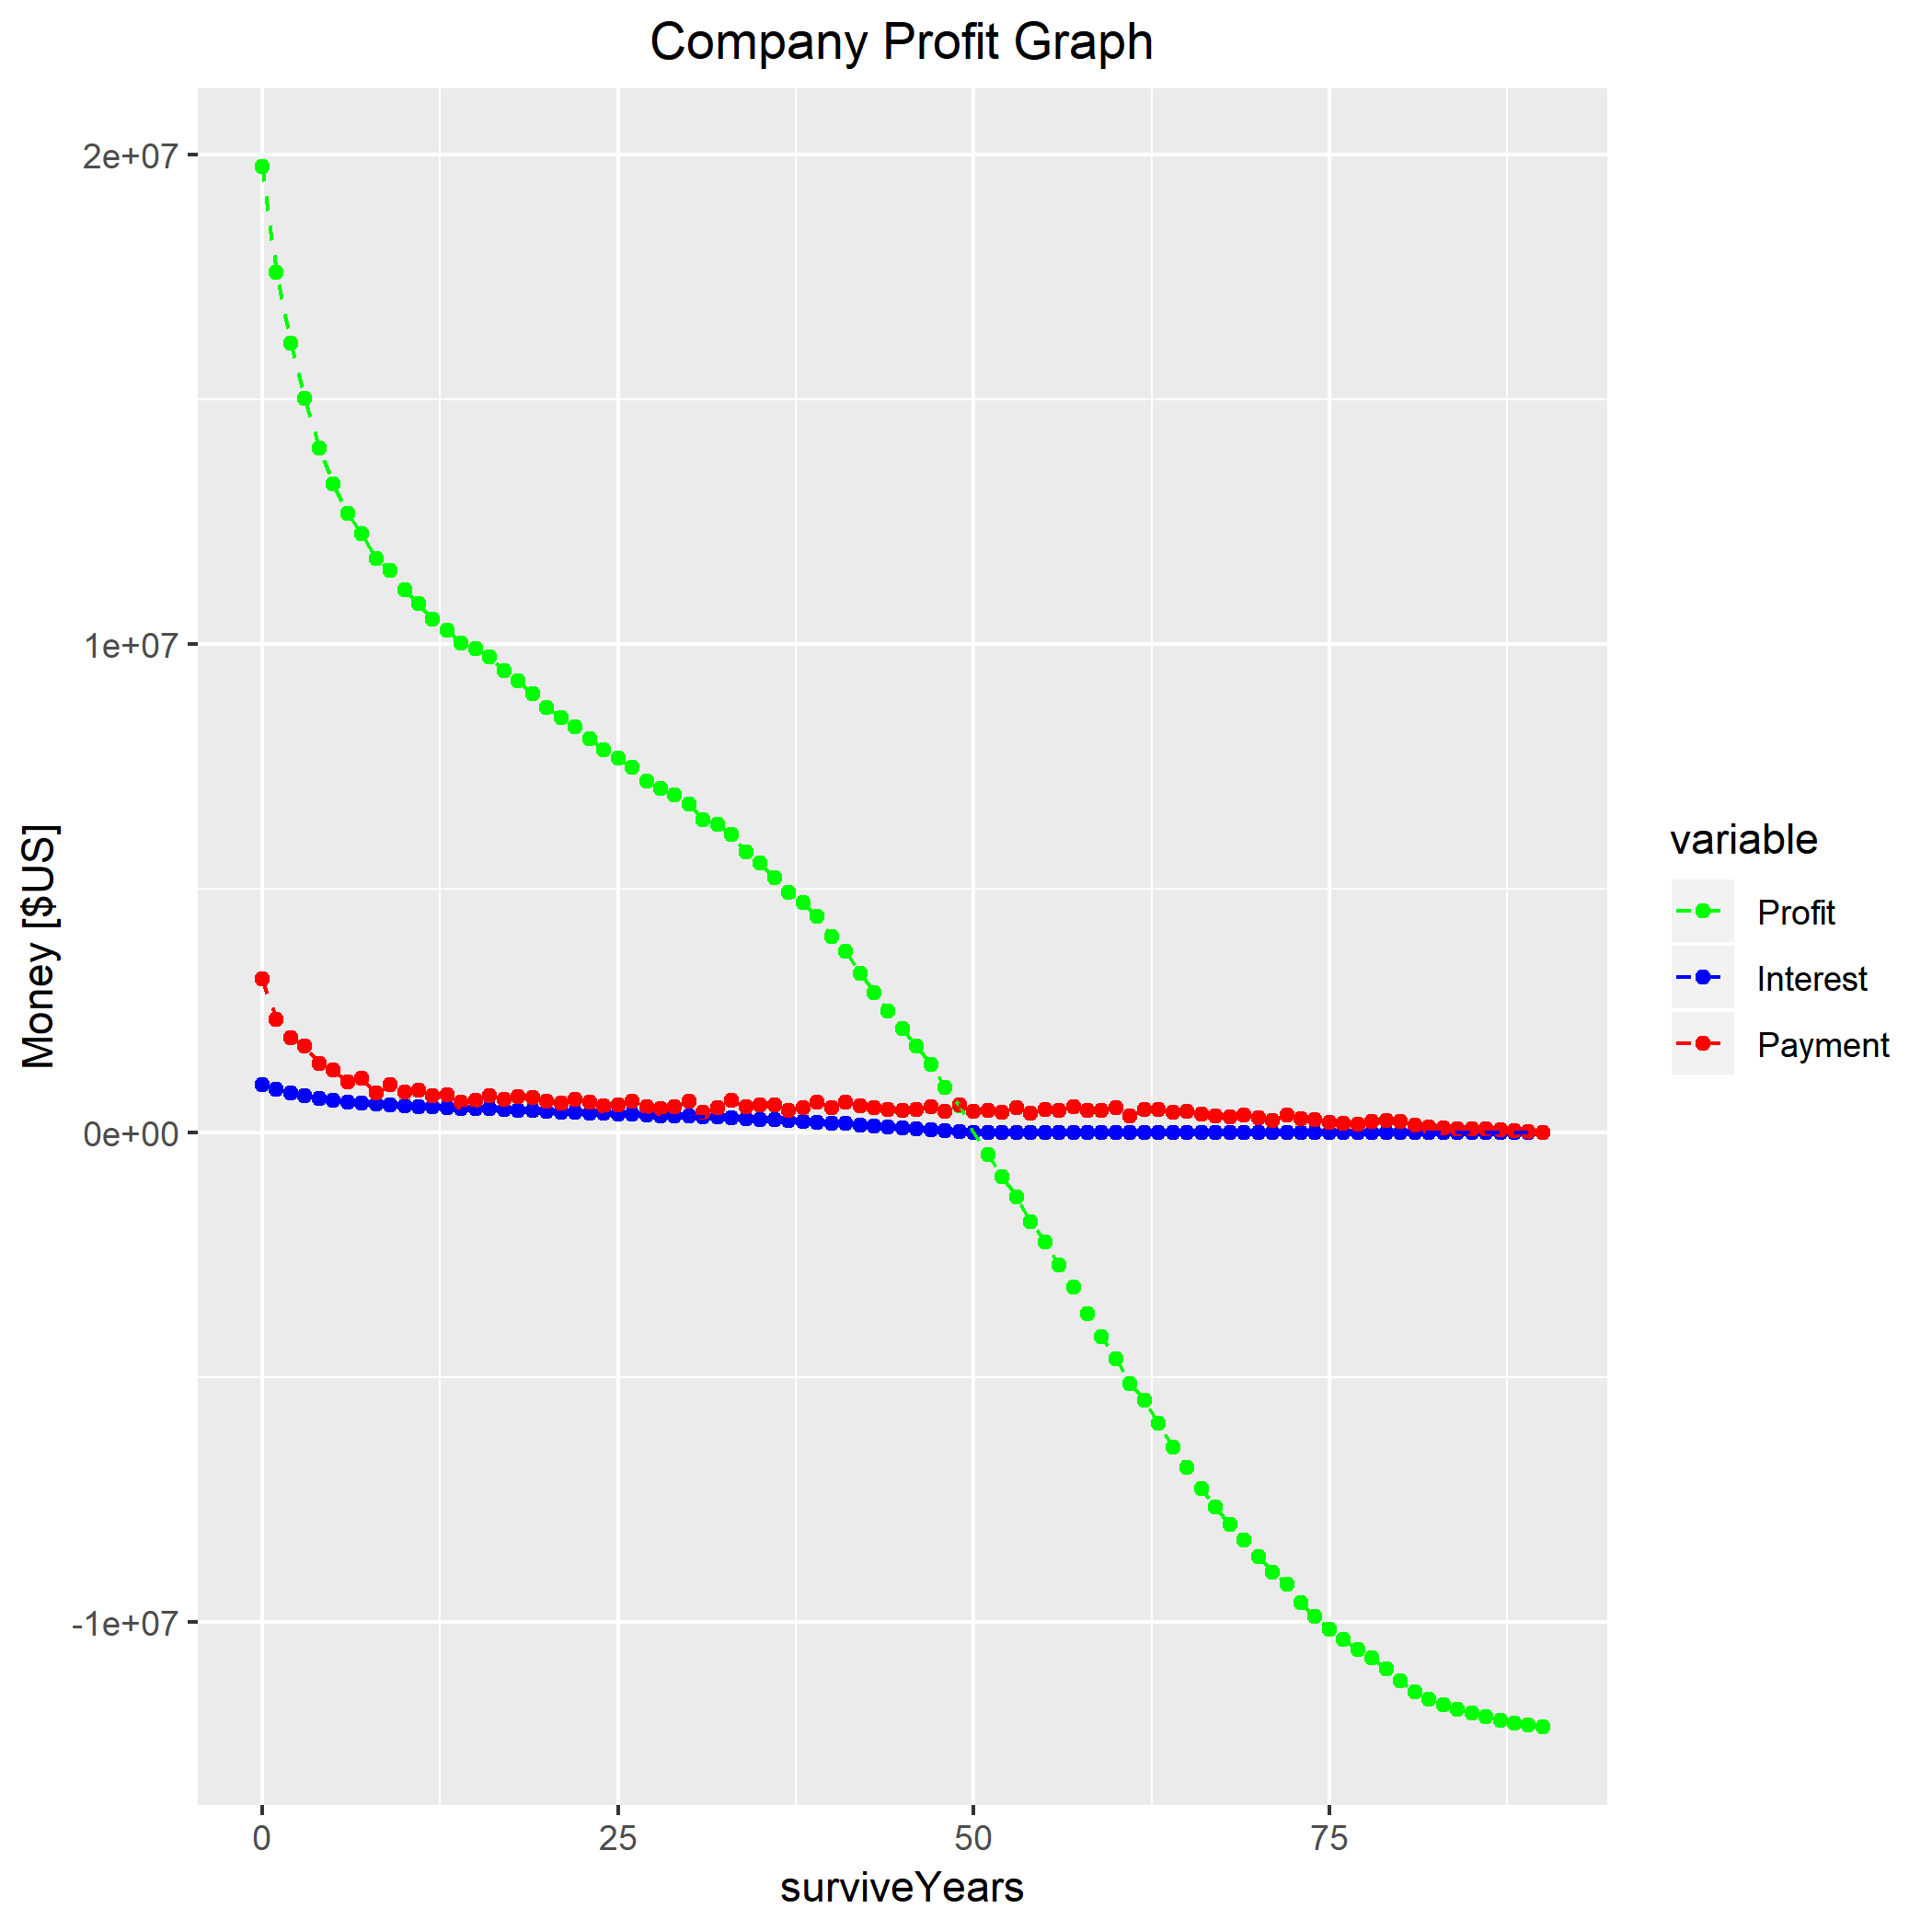 Company Profit Graph
2e+07
1e+07
0e+00
-1e+07
Money [$US]
0
25
50
75
surviveYears
variable
Profit
Interest
Payment